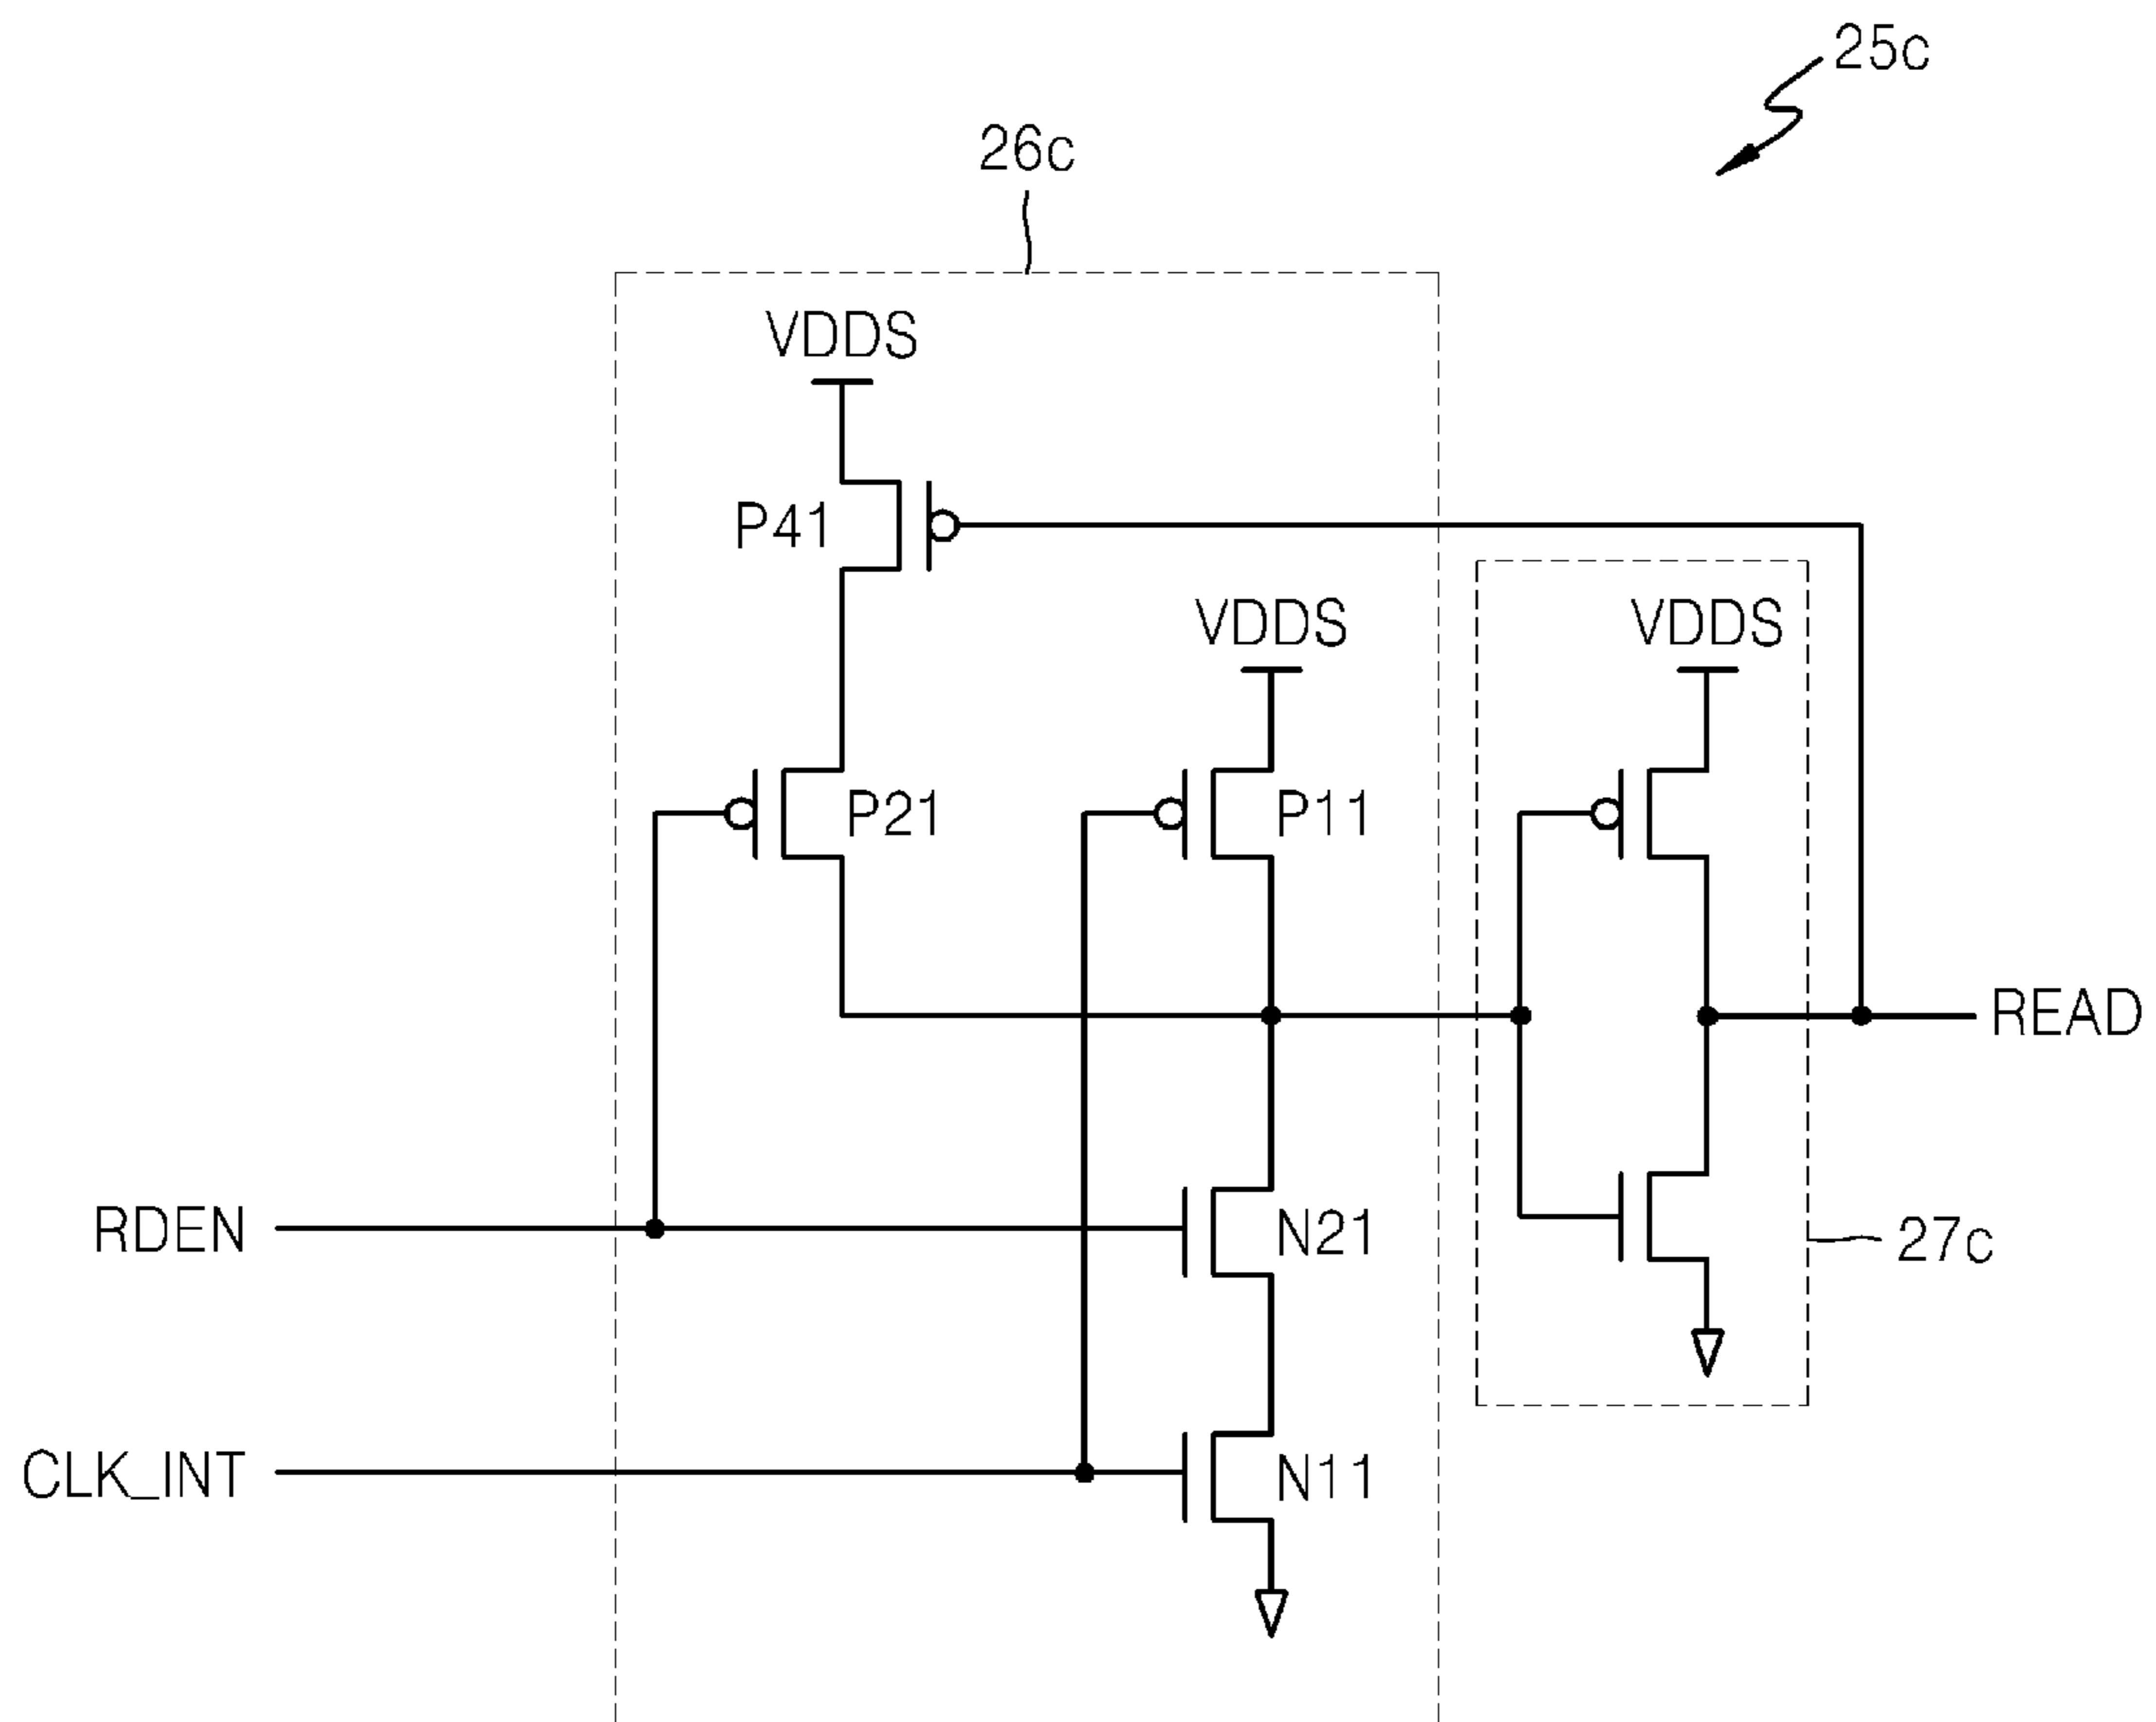 25c
26c
VDDS
P41
VDDS
VDDS
P21
P11
READ
RDEN
N21
27c
CLK_INT
N11